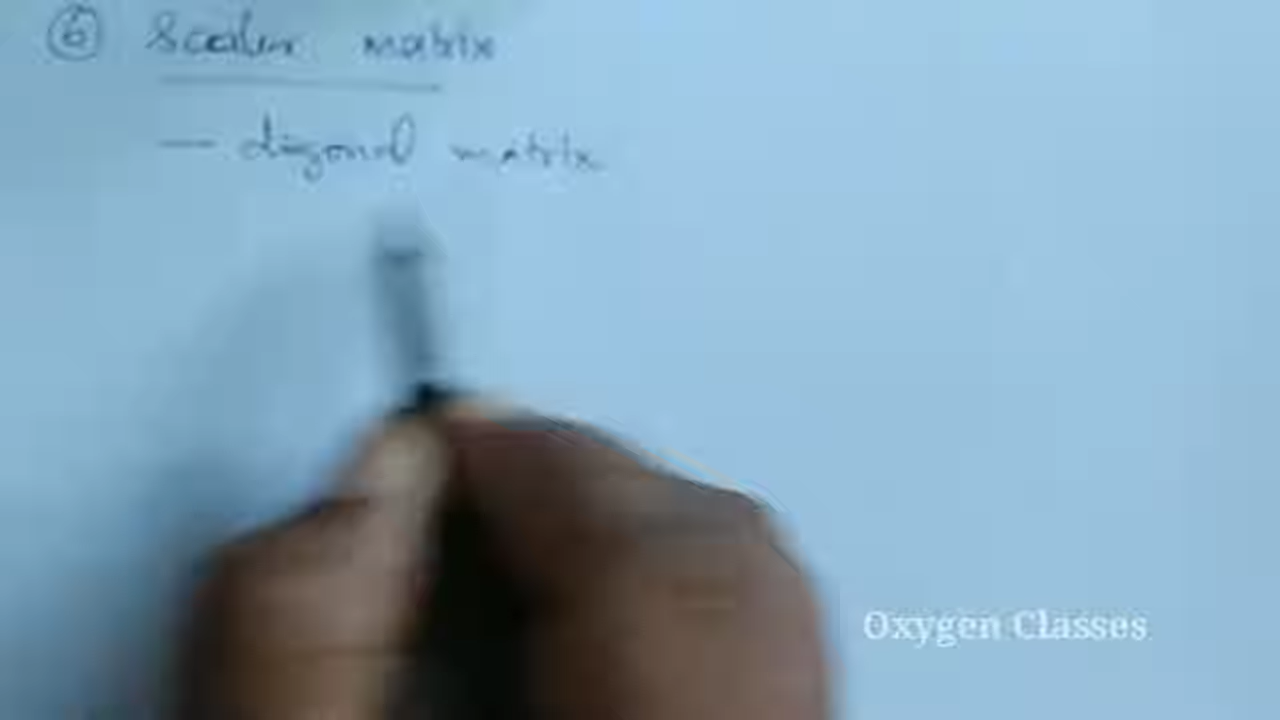 ⑥ Scalar matrix
— diagonal matrix
Oxygen Classes